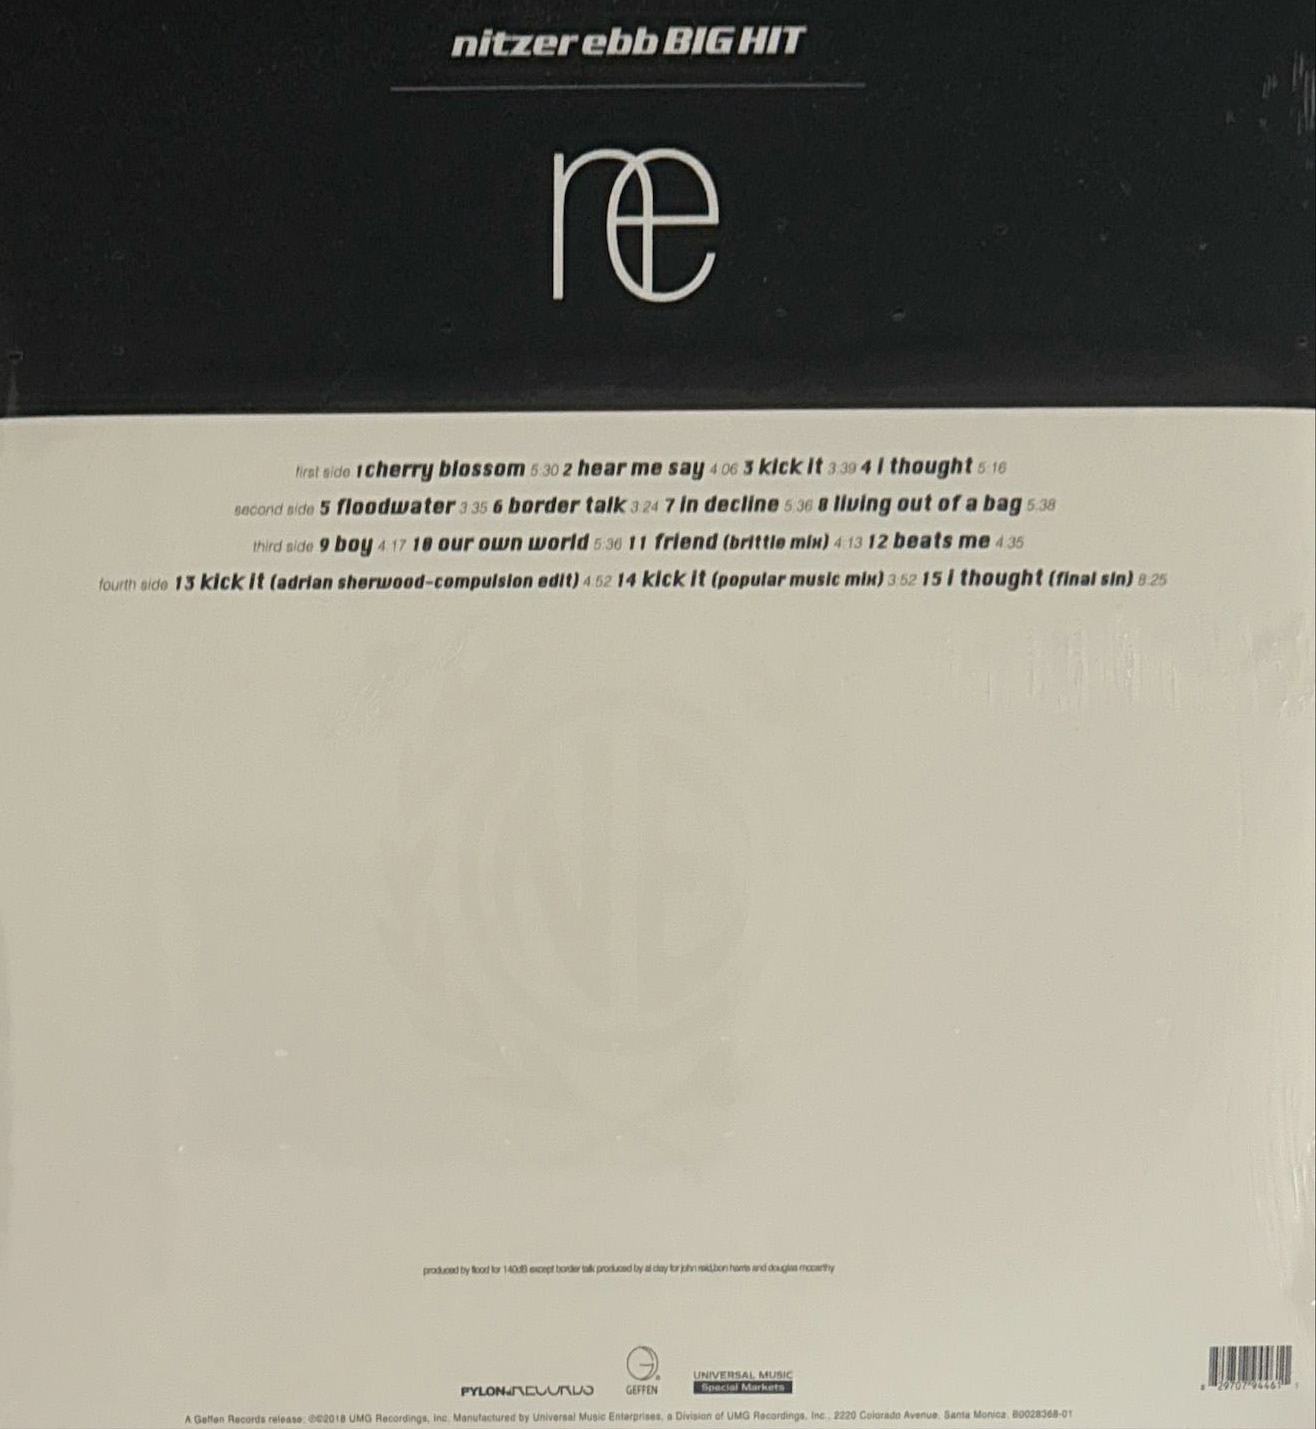 nitzer ebb BIG HIT
ne
first side 1 cherry blossom 5:30 2 hear me say 4:06 3 kick it 3:39 4 i thought 5:16
second side 5 floodwater 3:35 6 border talk 3:24 7 in decline 5:36 8 living out of a bag 5:38
third side 9 boy 4:17 10 our own world 5:36 11 friend (brittle mix) 4:13 12 beats me 4:35
fourth side 13 kick it (adrian sherwood-compulsion edit) 4:52 14 kick it (popular music mix) 3:52 15 i thought (final sin) 8:25
produced by flood for 140dB except border talk produced by al clay for john reid,bon harris and douglas mccarthy
PYLON RECORDS
GEFFEN
UNIVERSAL MUSIC
Special Markets
A Geffen Records release; ℗©2018 UMG Recordings, Inc. Manufactured by Universal Music Enterprises, a Division of UMG Recordings, Inc., 2220 Colorado Avenue, Santa Monica. B0028368-01